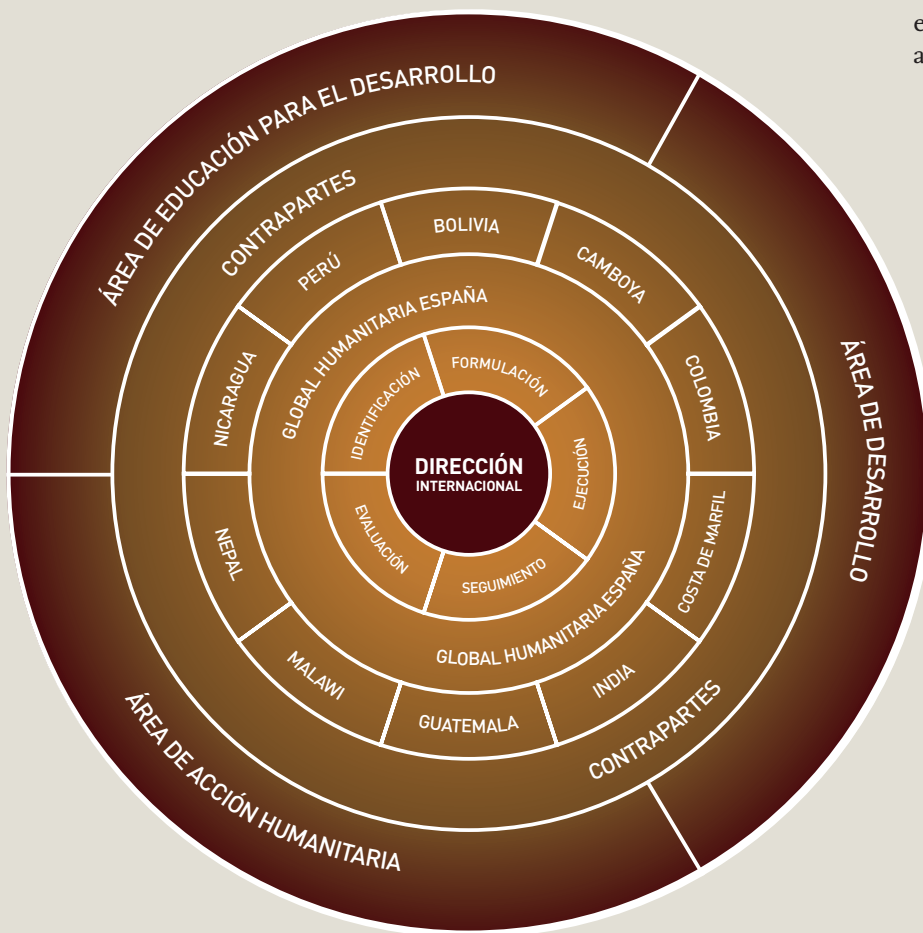 e
a
ÁREA DE EDUCACIÓN PARA EL DESARROLLO
ÁREA DE DESARROLLO
ÁREA DE ACCIÓN HUMANITARIA
CONTRAPARTES
CONTRAPARTES
BOLIVIA
CAMBOYA
COLOMBIA
COSTA DE MARFIL
INDIA
GUATEMALA
MALAWI
NEPAL
NICARAGUA
PERÚ
GLOBAL HUMANITARIA ESPAÑA
GLOBAL HUMANITARIA ESPAÑA
IDENTIFICACIÓN
FORMULACIÓN
EJECUCIÓN
SEGUIMIENTO
EVALUACIÓN
DIRECCIÓN
INTERNACIONAL